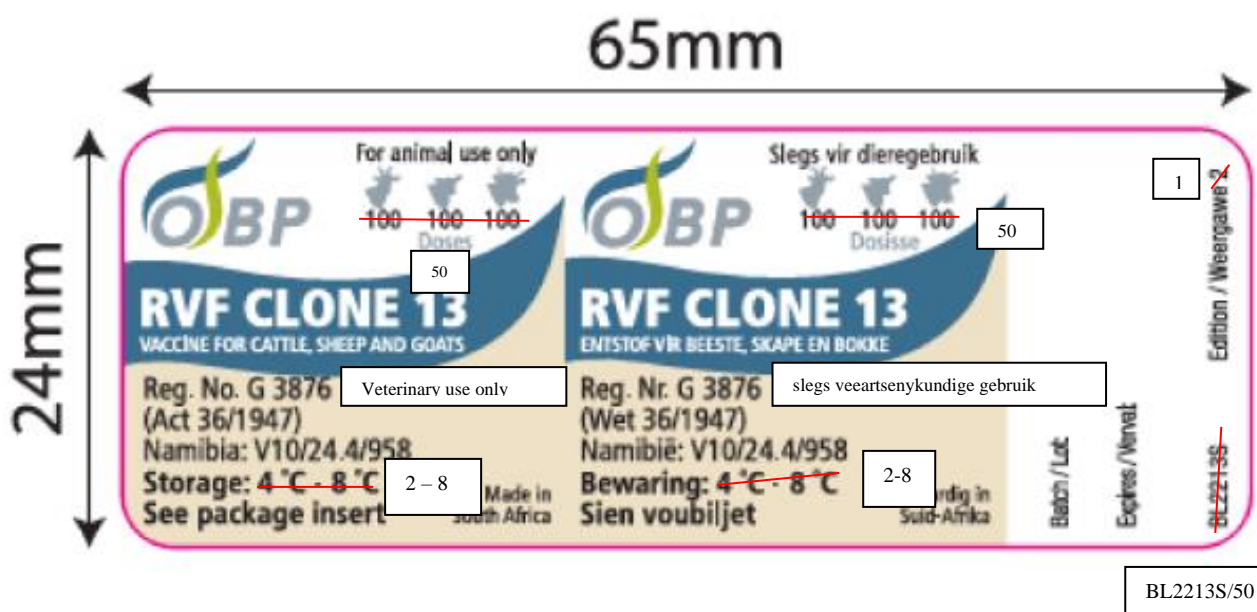 65mm
24mm
OBP
For animal use only
100 100 100
Doses
50
RVF CLONE 13
VACCINE FOR CATTLE, SHEEP AND GOATS
Reg. No. G 3876
Veterinary use only
(Act 36/1947)
Namibia: V10/24.4/958
Storage: 4 °C - 8 °C
2 – 8
See package insert
Made in
South Africa
OBP
Slegs vir dieregebruik
100 100 100
Dosisse
50
RVF CLONE 13
ENTSTOF VIR BEESTE, SKAPE EN BOKKE
Reg. Nr. G 3876
slegs veeartsenykundige gebruik
(Wet 36/1947)
Namibië: V10/24.4/958
Bewaring: 4 °C - 8 °C
2-8
Sien voubiljet
rdig in
Suid-Afrika
Batch / Lot:
Expires / Verval:
1
Edition / Weergawe 2
BL2213S
BL2213S/50